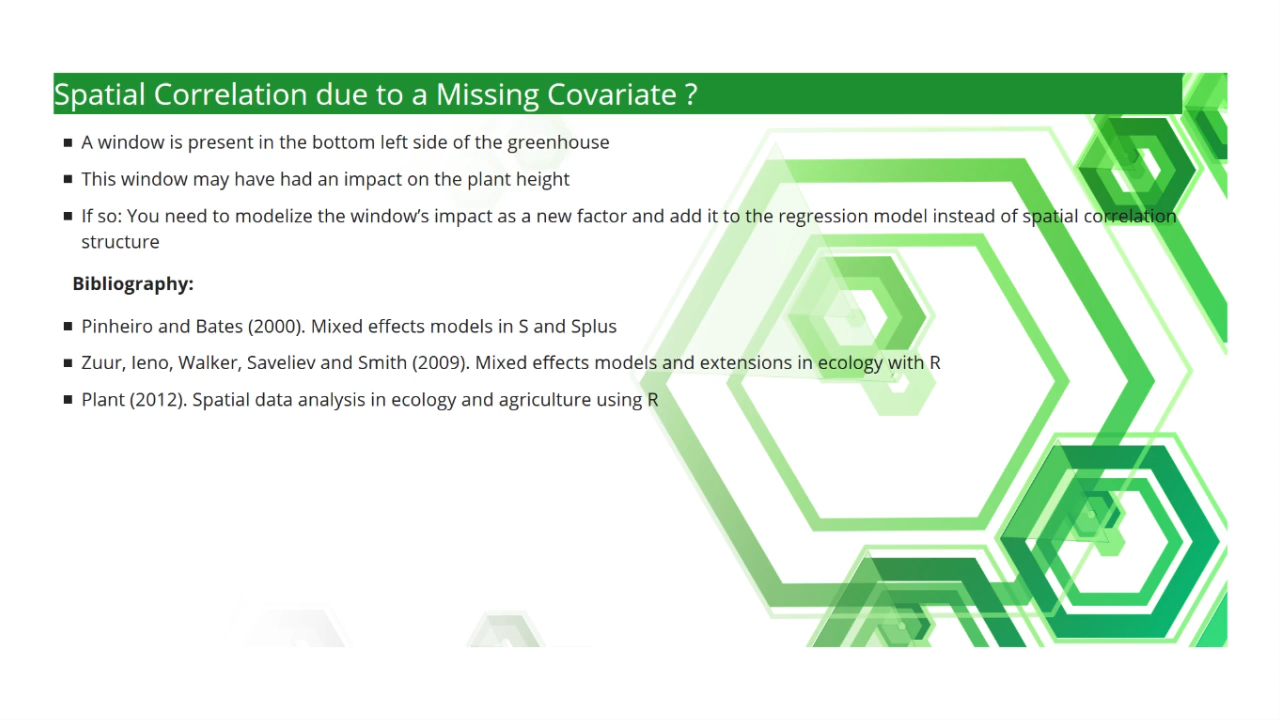 Spatial Correlation due to a Missing Covariate ?
▪ A window is present in the bottom left side of the greenhouse
▪ This window may have had an impact on the plant height
▪ If so: You need to modelize the window’s impact as a new factor and add it to the regression model instead of spatial correlation
structure
Bibliography:
▪ Pinheiro and Bates (2000). Mixed effects models in S and Splus
▪ Zuur, Ieno, Walker, Saveliev and Smith (2009). Mixed effects models and extensions in ecology with R
▪ Plant (2012). Spatial data analysis in ecology and agriculture using R